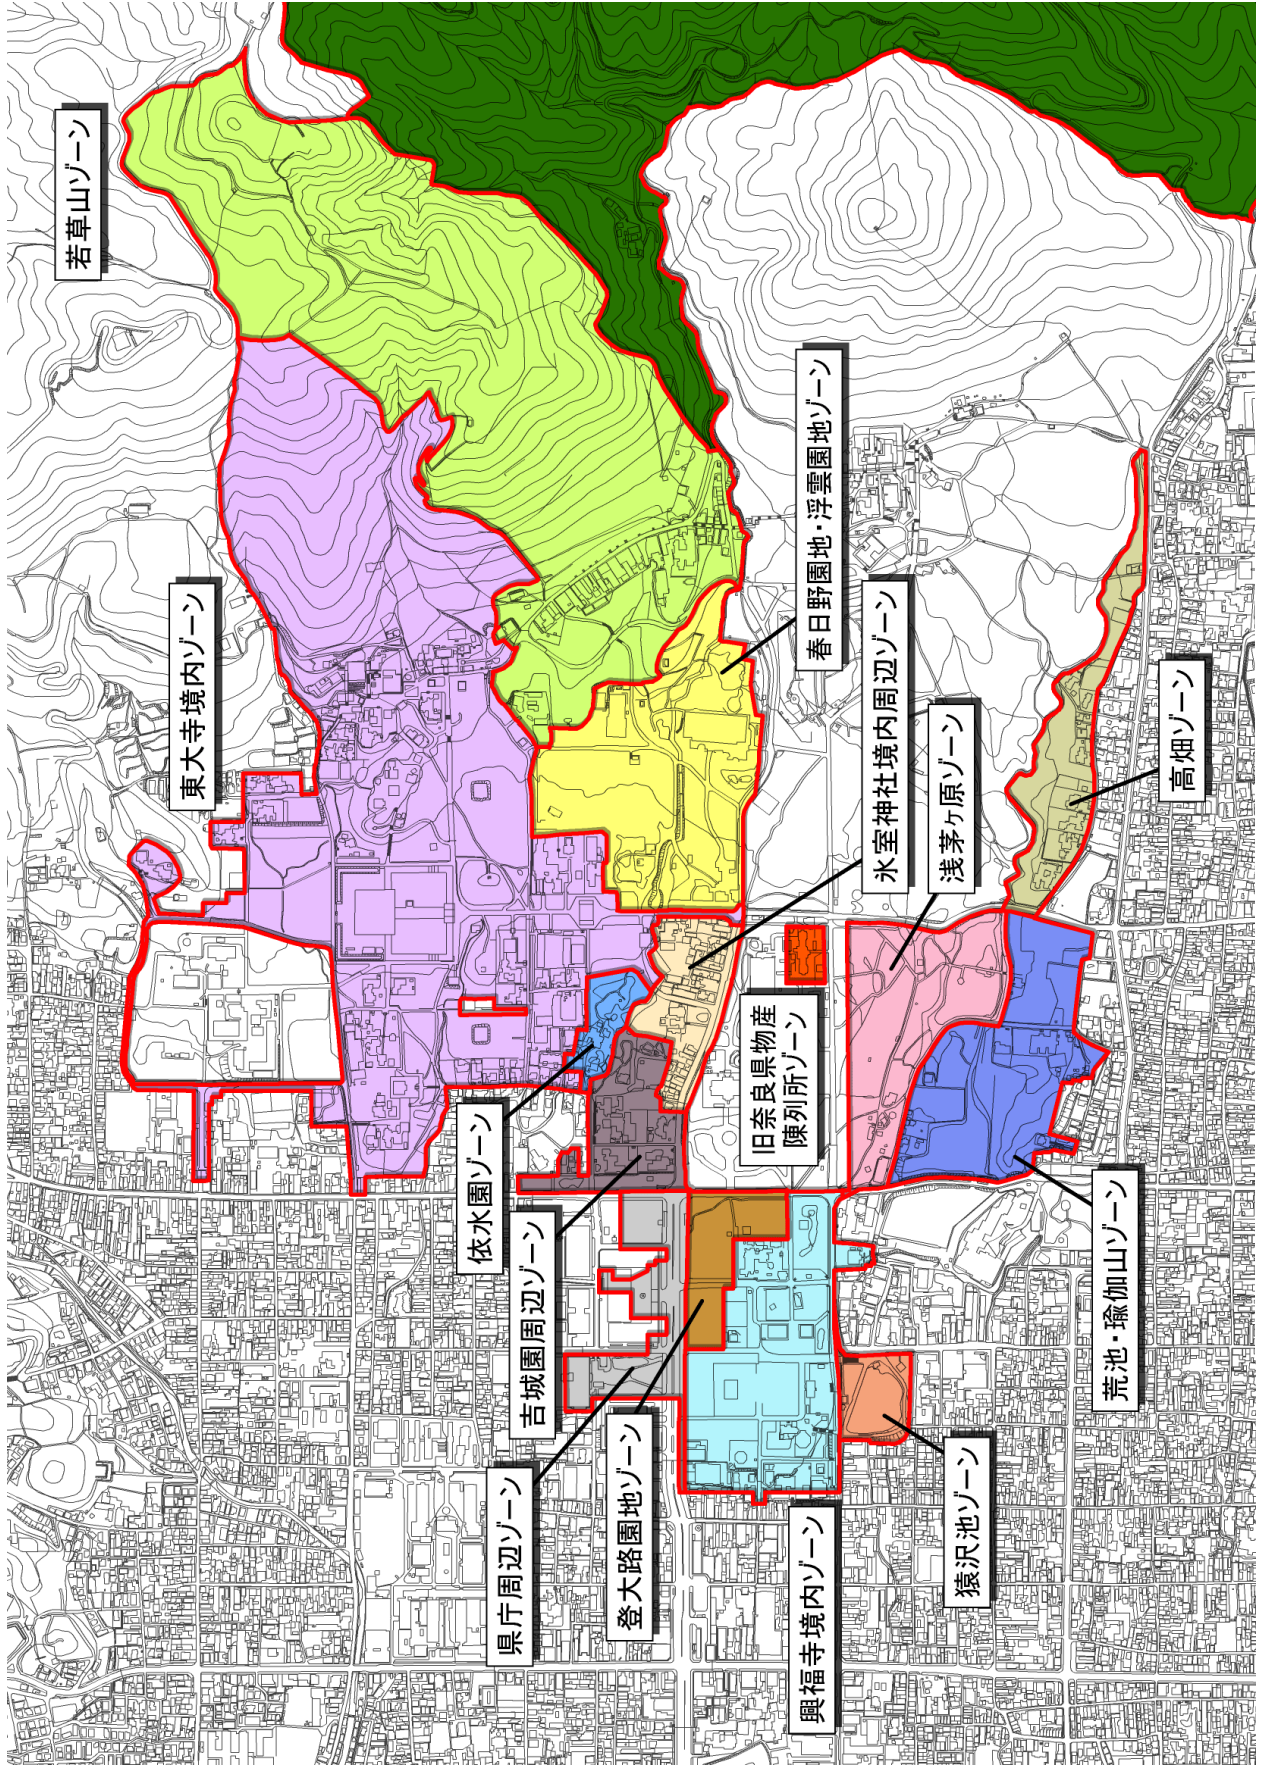 若草山ゾーン
東大寺境内ゾーン
春日野園地・浮雲園地ゾーン
氷室神社境内周辺ゾーン
浅茅ヶ原ゾーン
高畑ゾーン
旧奈良県物産
陳列所ゾーン
依水園ゾーン
吉城園周辺ゾーン
県庁周辺ゾーン
登大路園地ゾーン
興福寺境内ゾーン
猿沢池ゾーン
荒池・瑜伽山ゾーン